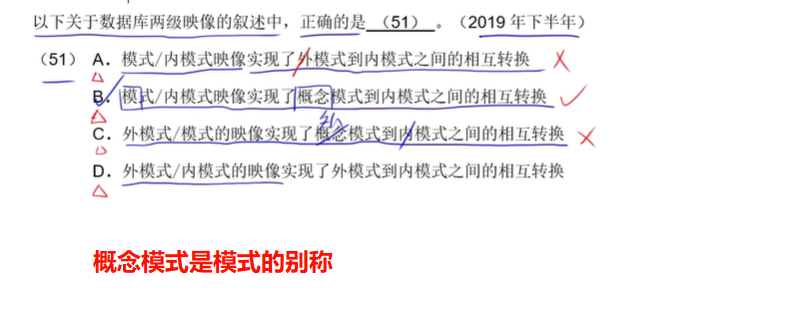 以下关于数据库两级映像的叙述中，正确的是 （51） 。（2019年下半年）
（51） A．模式/内模式映像实现了外模式到内模式之间的相互转换
B．模式/内模式映像实现了概念模式到内模式之间的相互转换
C．外模式/模式的映像实现了概念模式到内模式之间的相互转换
D．外模式/内模式的映像实现了外模式到内模式之间的相互转换
概念模式是模式的别称